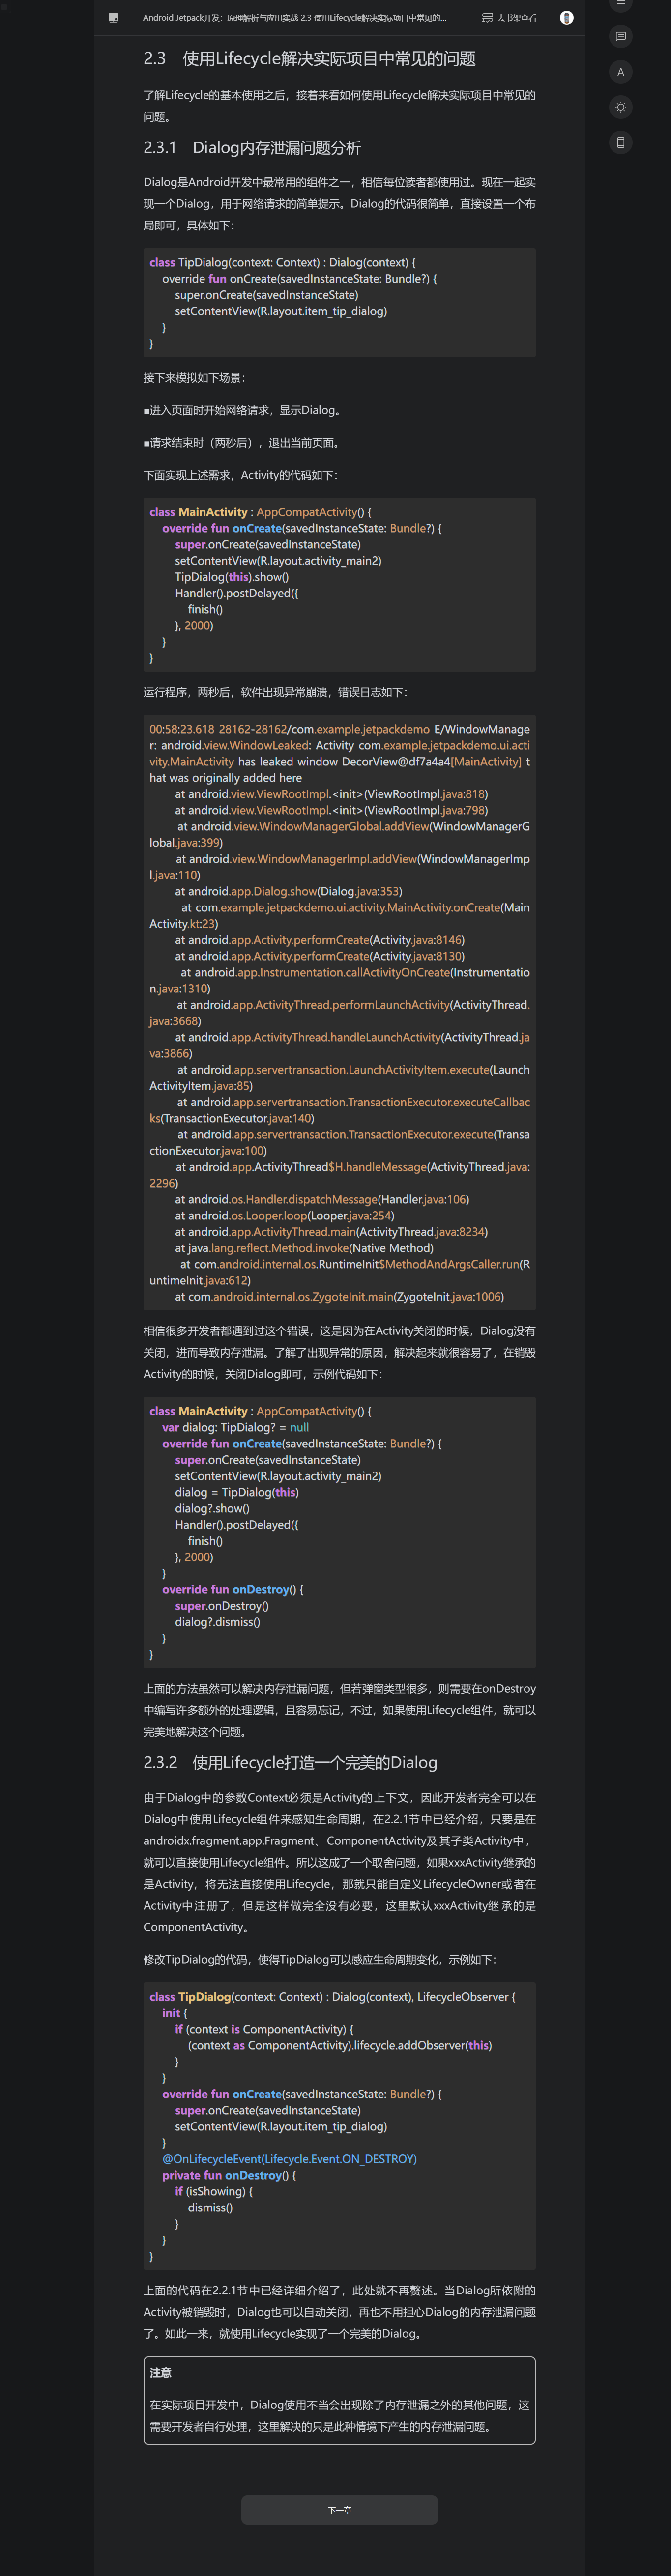 Android Jetpack开发：原理解析与应用实战 2.3 使用Lifecycle解决实际项目中常见的...
去书架查看
A
2.3 使用Lifecycle解决实际项目中常见的问题
了解Lifecycle的基本使用之后，接着来看如何使用Lifecycle解决实际项目中常见的
问题。
2.3.1 Dialog内存泄漏问题分析
Dialog是Android开发中最常用的组件之一，相信每位读者都使用过。现在一起实
现一个Dialog，用于网络请求的简单提示。Dialog的代码很简单，直接设置一个布
局即可，具体如下：
class TipDialog(context: Context) : Dialog(context) {
override fun onCreate(savedInstanceState: Bundle?) {
super.onCreate(savedInstanceState)
setContentView(R.layout.item_tip_dialog)
}
}
接下来模拟如下场景：
■进入页面时开始网络请求，显示Dialog。
■请求结束时（两秒后），退出当前页面。
下面实现上述需求，Activity的代码如下：
class MainActivity : AppCompatActivity() {
override fun onCreate(savedInstanceState: Bundle?) {
super.onCreate(savedInstanceState)
setContentView(R.layout.activity_main2)
TipDialog(this).show()
Handler().postDelayed({
finish()
}, 2000)
}
}
运行程序，两秒后，软件出现异常崩溃，错误日志如下：
00:58:23.618 28162-28162/com.example.jetpackdemo E/WindowManage
r: android.view.WindowLeaked: Activity com.example.jetpackdemo.ui.acti
vity.MainActivity has leaked window DecorView@df7a4a4[MainActivity] t
hat was originally added here
at android.view.ViewRootImpl.<init>(ViewRootImpl.java:818)
at android.view.ViewRootImpl.<init>(ViewRootImpl.java:798)
at android.view.WindowManagerGlobal.addView(WindowManagerG
lobal.java:399)
at android.view.WindowManagerImpl.addView(WindowManagerImp
l.java:110)
at android.app.Dialog.show(Dialog.java:353)
at com.example.jetpackdemo.ui.activity.MainActivity.onCreate(Main
Activity.kt:23)
at android.app.Activity.performCreate(Activity.java:8146)
at android.app.Activity.performCreate(Activity.java:8130)
at android.app.Instrumentation.callActivityOnCreate(Instrumentatio
n.java:1310)
at android.app.ActivityThread.performLaunchActivity(ActivityThread.
java:3668)
at android.app.ActivityThread.handleLaunchActivity(ActivityThread.ja
va:3866)
at android.app.servertransaction.LaunchActivityItem.execute(Launch
ActivityItem.java:85)
at android.app.servertransaction.TransactionExecutor.executeCallbac
ks(TransactionExecutor.java:140)
at android.app.servertransaction.TransactionExecutor.execute(Transa
ctionExecutor.java:100)
at android.app.ActivityThread$H.handleMessage(ActivityThread.java:
2296)
at android.os.Handler.dispatchMessage(Handler.java:106)
at android.os.Looper.loop(Looper.java:254)
at android.app.ActivityThread.main(ActivityThread.java:8234)
at java.lang.reflect.Method.invoke(Native Method)
at com.android.internal.os.RuntimeInit$MethodAndArgsCaller.run(R
untimeInit.java:612)
at com.android.internal.os.ZygoteInit.main(ZygoteInit.java:1006)
相信很多开发者都遇到过这个错误，这是因为在Activity关闭的时候，Dialog没有
关闭，进而导致内存泄漏。了解了出现异常的原因，解决起来就很容易了，在销毁
Activity的时候，关闭Dialog即可，示例代码如下：
class MainActivity : AppCompatActivity() {
var dialog: TipDialog? = null
override fun onCreate(savedInstanceState: Bundle?) {
super.onCreate(savedInstanceState)
setContentView(R.layout.activity_main2)
dialog = TipDialog(this)
dialog?.show()
Handler().postDelayed({
finish()
}, 2000)
}
override fun onDestroy() {
super.onDestroy()
dialog?.dismiss()
}
}
上面的方法虽然可以解决内存泄漏问题，但若弹窗类型很多，则需要在onDestroy
中编写许多额外的处理逻辑，且容易忘记，不过，如果使用Lifecycle组件，就可以
完美地解决这个问题。
2.3.2 使用Lifecycle打造一个完美的Dialog
由于Dialog中的参数Context必须是Activity的上下文，因此开发者完全可以在
Dialog中使用Lifecycle组件来感知生命周期，在2.2.1节中已经介绍，只要是在
androidx.fragment.app.Fragment、ComponentActivity及其子类Activity中，
就可以直接使用Lifecycle组件。所以这成了一个取舍问题，如果xxxActivity继承的
是Activity，将无法直接使用Lifecycle，那就只能自定义LifecycleOwner或者在
Activity中注册了，但是这样做完全没有必要，这里默认xxxActivity继承的是
ComponentActivity。
修改TipDialog的代码，使得TipDialog可以感应生命周期变化，示例如下：
class TipDialog(context: Context) : Dialog(context), LifecycleObserver {
init {
if (context is ComponentActivity) {
(context as ComponentActivity).lifecycle.addObserver(this)
}
}
override fun onCreate(savedInstanceState: Bundle?) {
super.onCreate(savedInstanceState)
setContentView(R.layout.item_tip_dialog)
}
@OnLifecycleEvent(Lifecycle.Event.ON_DESTROY)
private fun onDestroy() {
if (isShowing) {
dismiss()
}
}
}
上面的代码在2.2.1节中已经详细介绍了，此处就不再赘述。当Dialog所依附的
Activity被销毁时，Dialog也可以自动关闭，再也不用担心Dialog的内存泄漏问题
了。如此一来，就使用Lifecycle实现了一个完美的Dialog。
注意
在实际项目开发中，Dialog使用不当会出现除了内存泄漏之外的其他问题，这
需要开发者自行处理，这里解决的只是此种情境下产生的内存泄漏问题。
下一章